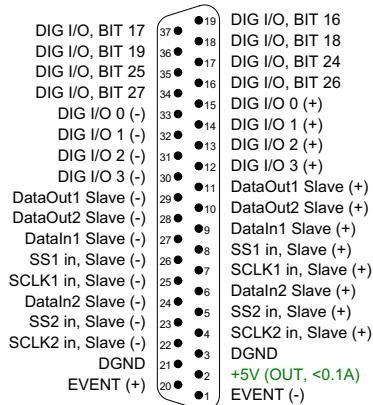 DIG I/O, BIT 17 37
DIG I/O, BIT 19 36
DIG I/O, BIT 25 35
DIG I/O, BIT 27 34
DIG I/O 0 (-) 33
DIG I/O 1 (-) 32
DIG I/O 2 (-) 31
DIG I/O 3 (-) 30
DataOut1 Slave (-) 29
DataOut2 Slave (-) 28
DataIn1 Slave (-) 27
SS1 in, Slave (-) 26
SCLK1 in, Slave (-) 25
DataIn2 Slave (-) 24
SS2 in, Slave (-) 23
SCLK2 in, Slave (-) 22
DGND 21
EVENT (+) 20
19 DIG I/O, BIT 16
18 DIG I/O, BIT 18
17 DIG I/O, BIT 24
16 DIG I/O, BIT 26
15 DIG I/O 0 (+)
14 DIG I/O 1 (+)
13 DIG I/O 2 (+)
12 DIG I/O 3 (+)
11 DataOut1 Slave (+)
10 DataOut2 Slave (+)
9 DataIn1 Slave (+)
8 SS1 in, Slave (+)
7 SCLK1 in, Slave (+)
6 DataIn2 Slave (+)
5 SS2 in, Slave (+)
4 SCLK2 in, Slave (+)
3 DGND
2 +5V (OUT, <0.1A)
1 EVENT (-)